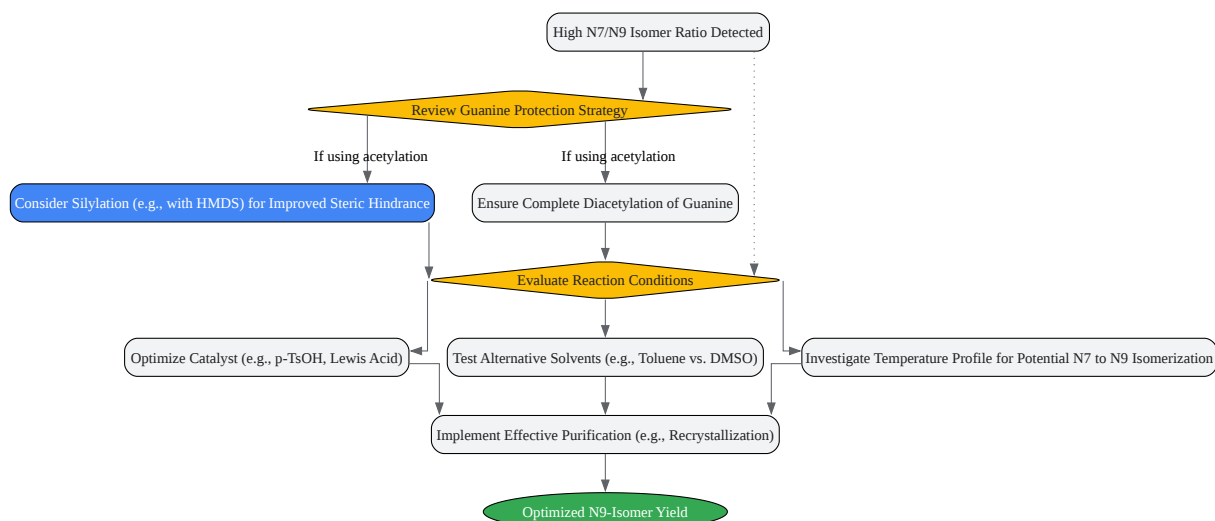 High N7/N9 Isomer Ratio Detected
Review Guanine Protection Strategy
If using acetylation
If using acetylation
Consider Silylation (e.g., with HMDS) for Improved Steric Hindrance
Ensure Complete Diacetylation of Guanine
Evaluate Reaction Conditions
Optimize Catalyst (e.g., p-TsOH, Lewis Acid)
Test Alternative Solvents (e.g., Toluene vs. DMSO)
Investigate Temperature Profile for Potential N7 to N9 Isomerization
Implement Effective Purification (e.g., Recrystallization)
Optimized N9-Isomer Yield